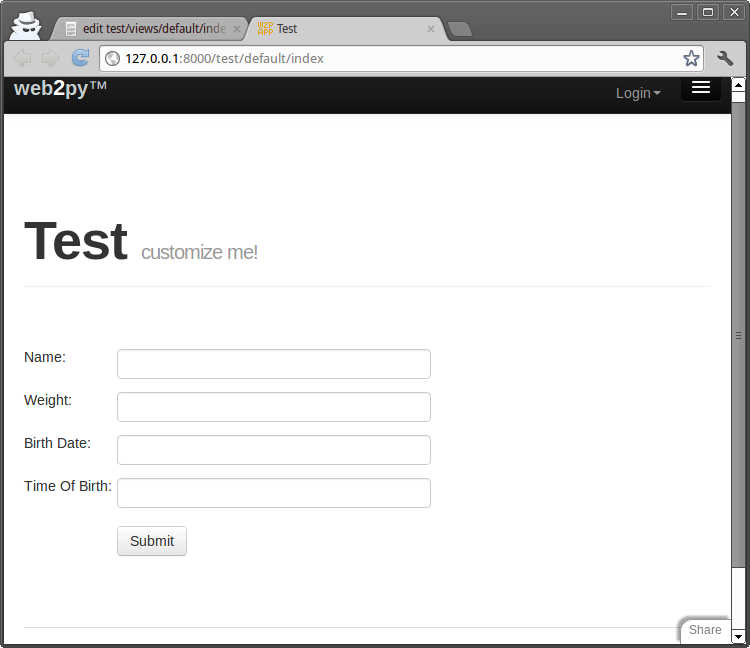 edit test/views/default/inde
Test
127.0.0.1:8000/test/default/index
web2py™
Login
Test customize me!
Name:
Weight:
Birth Date:
Time Of Birth:
Submit
Share